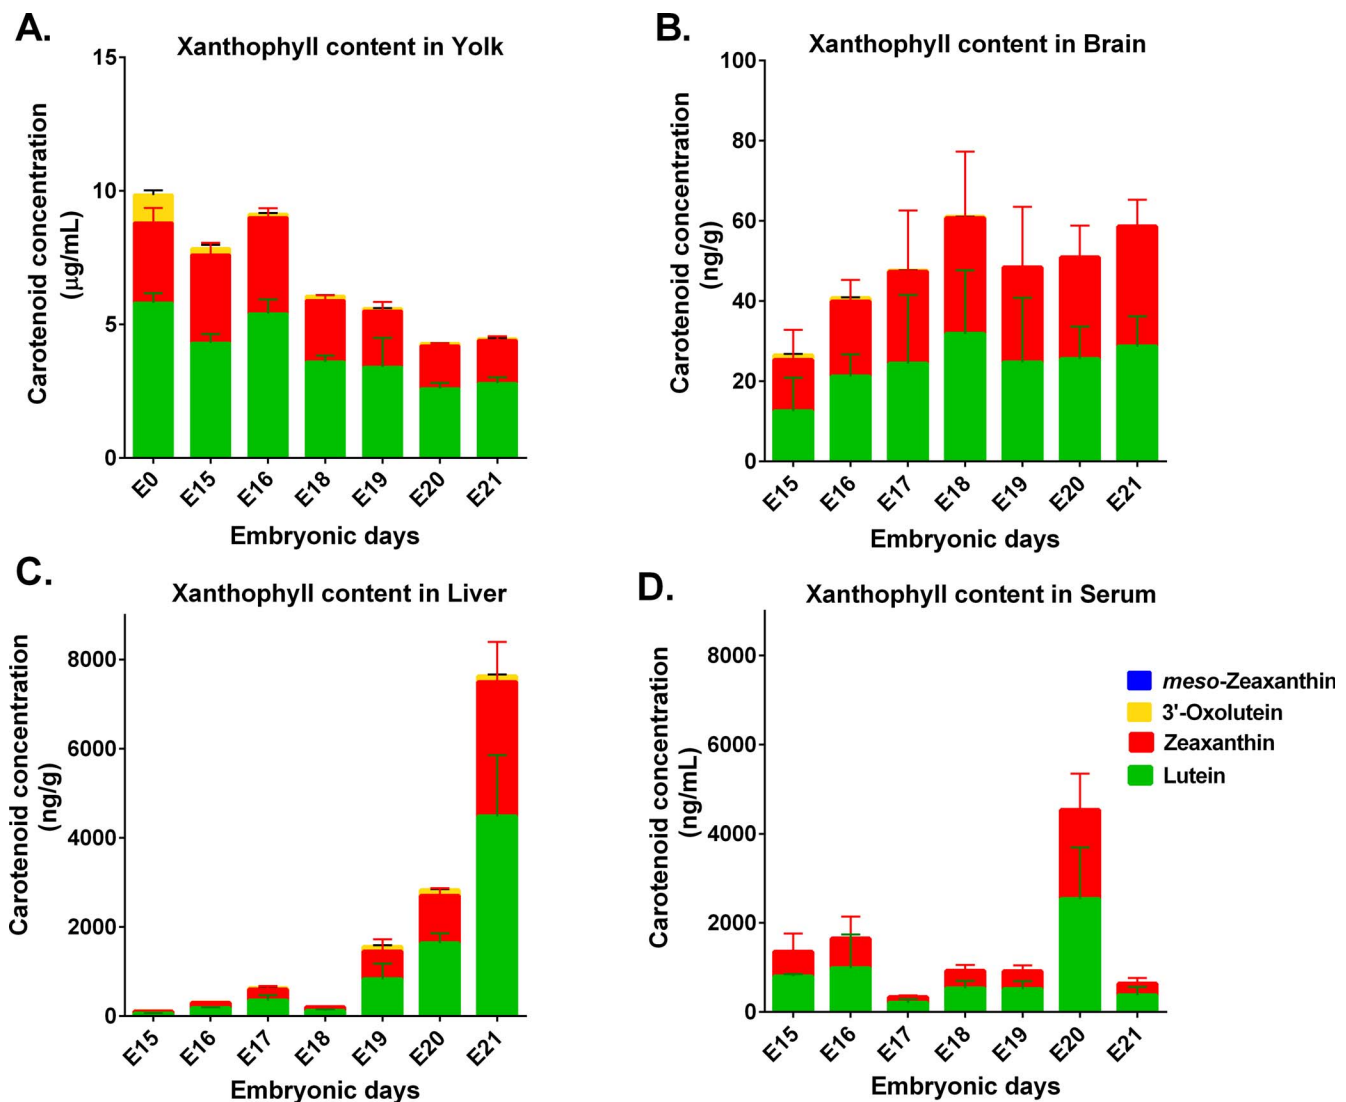 A.
Xanthophyll content in Yolk
Carotenoid concentration
(µg/mL)
15
10
5
0
E0
E15
E16
E18
E19
E20
E21
Embryonic days
B.
Xanthophyll content in Brain
Carotenoid concentration
(ng/g)
100
80
60
40
20
0
E15
E16
E17
E18
E19
E20
E21
Embryonic days
C.
Xanthophyll content in Liver
Carotenoid concentration
(ng/g)
8000
6000
4000
2000
0
E15
E16
E17
E18
E19
E20
E21
Embryonic days
D.
Xanthophyll content in Serum
Carotenoid concentration
(ng/mL)
8000
6000
4000
2000
0
E15
E16
E17
E18
E19
E20
E21
Embryonic days
meso-Zeaxanthin
3'-Oxolutein
Zeaxanthin
Lutein